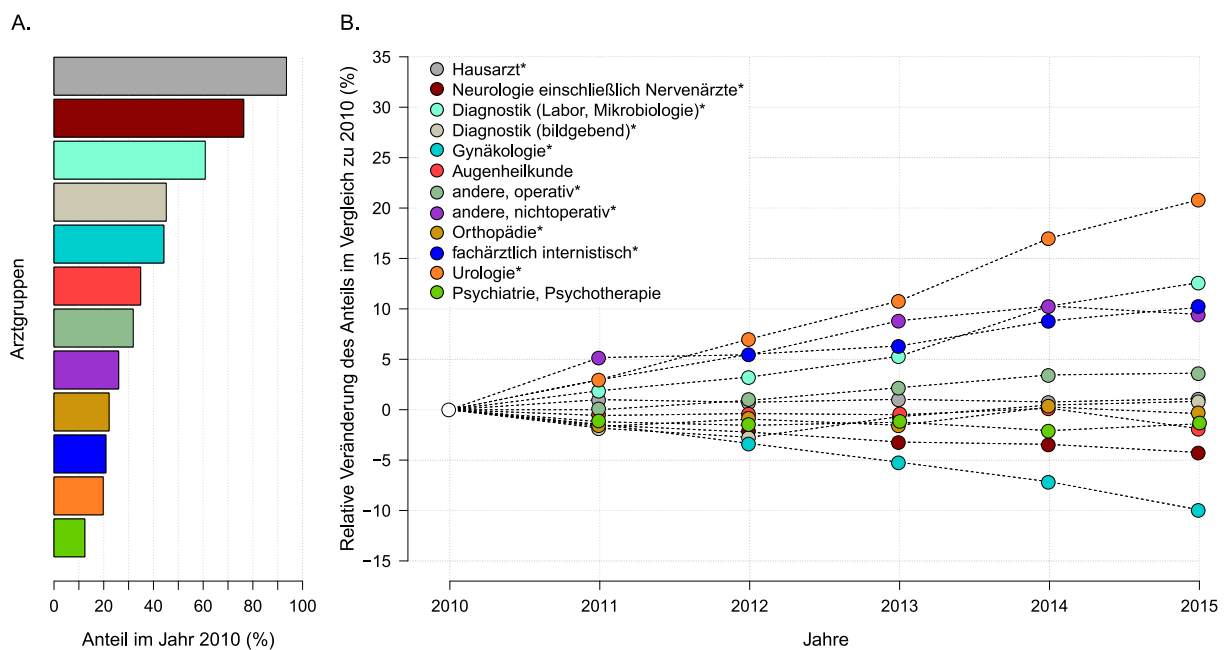 A.
Arztgruppen
0
20
40
60
80
100
Anteil im Jahr 2010 (%)
B.
Relative Veränderung des Anteils im Vergleich zu 2010 (%)
35
30
25
20
15
10
5
0
−5
−10
−15
Hausarzt*
Neurologie einschließlich Nervenärzte*
Diagnostik (Labor, Mikrobiologie)*
Diagnostik (bildgebend)*
Gynäkologie*
Augenheilkunde
andere, operativ*
andere, nichtoperativ*
Orthopädie*
fachärztlich internistisch*
Urologie*
Psychiatrie, Psychotherapie
2010
2011
2012
2013
2014
2015
Jahre